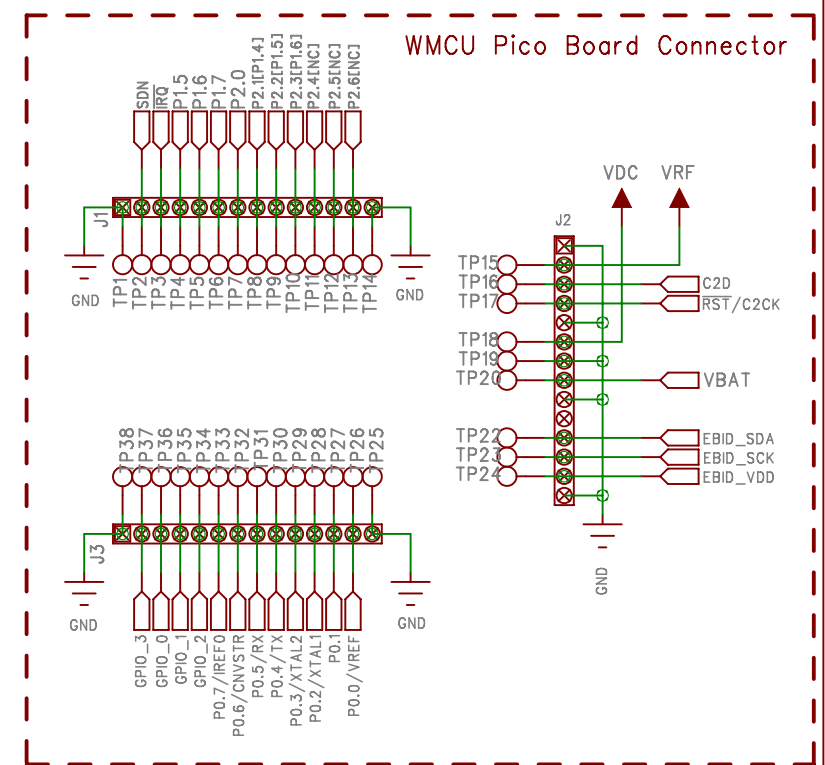 WMCU Pico Board Connector
SDN
IRQ
P1.5
P1.6
P1.7
P2.0
P2.1[P1.4]
P2.2[P1.5]
P2.3[P1.6]
P2.4[NC]
P2.5[NC]
P2.6[NC]
J1
GND
GND
TP1
TP2
TP3
TP4
TP5
TP6
TP7
TP8
TP9
TP10
TP11
TP12
TP13
TP14
VDC
VRF
J2
TP15
TP16
TP17
TP18
TP19
TP20
TP22
TP23
TP24
C2D
RST/C2CK
VBAT
EBID_SDA
EBID_SCK
EBID_VDD
GND
TP38
TP37
TP36
TP35
TP34
TP33
TP32
TP31
TP30
TP29
TP28
TP27
TP26
TP25
J3
GND
GND
GPIO_3
GPIO_0
GPIO_1
GPIO_2
P0.7/IREF0
P0.6/CNVSTR
P0.5/RX
P0.4/TX
P0.3/XTAL2
P0.2/XTAL1
P0.1
P0.0/VREF